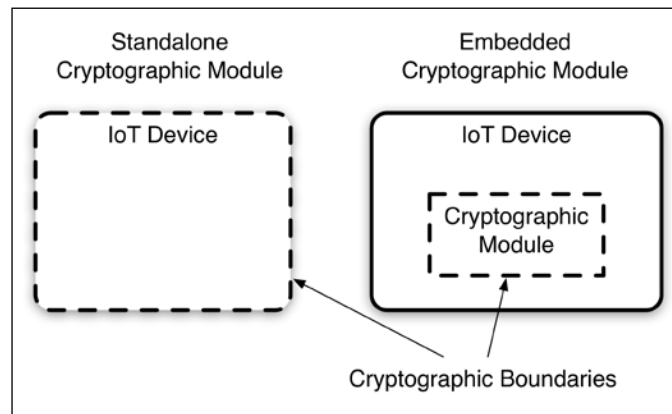 Standalone
Cryptographic Module
Embedded
Cryptographic Module
IoT Device
IoT Device
Cryptographic
Module
Cryptographic Boundaries